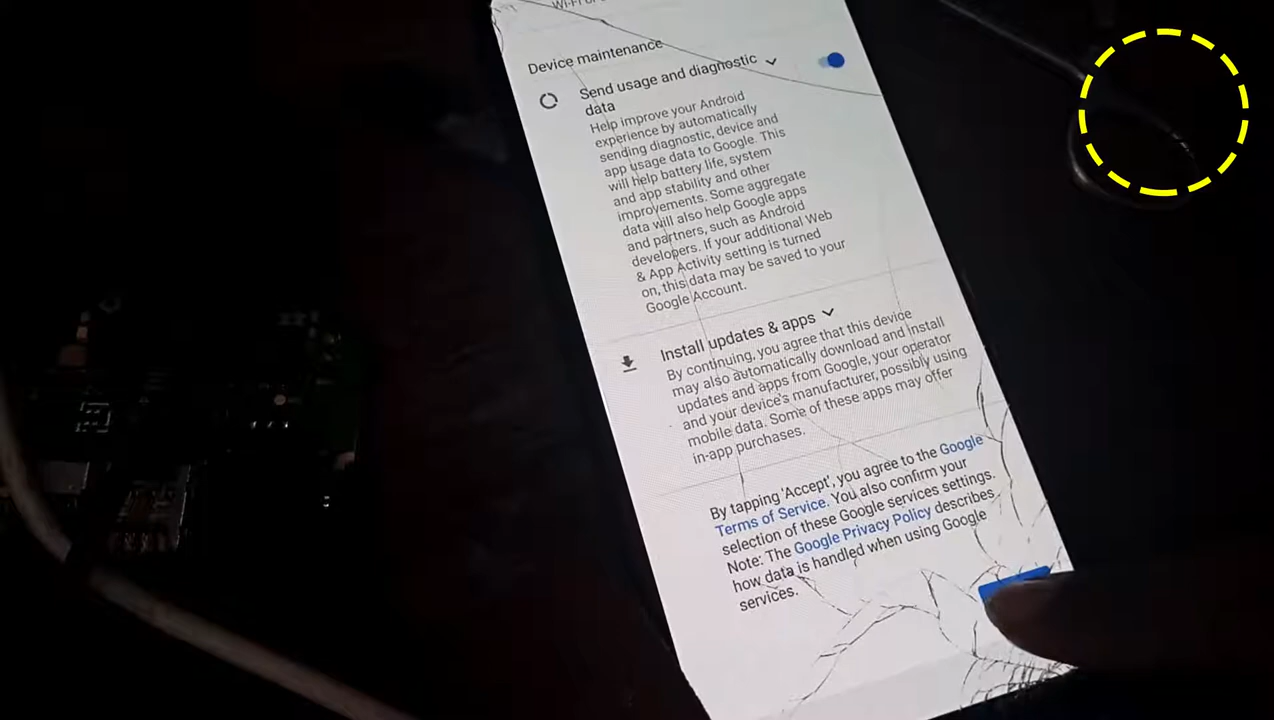 Device maintenance
Send usage and diagnostic
data
Help improve your Android
experience by automatically
sending diagnostic, device and
app usage data to Google. This
will help battery life, system
and app stability and other
improvements. Some aggregate
data will also help Google apps
and partners, such as Android
developers. If your additional Web
& App Activity setting is turned
on, this data may be saved to your
Google Account.
Install updates & apps
By continuing, you agree that this device
may also automatically download and install
updates and apps from Google, your operator
and your device's manufacturer, possibly using
mobile data. Some of these apps may offer
in-app purchases.
By tapping 'Accept', you agree to the Google
Terms of Service. You also confirm your
selection of these Google services settings.
Note: The Google Privacy Policy describes
how data is handled when using Google
services.